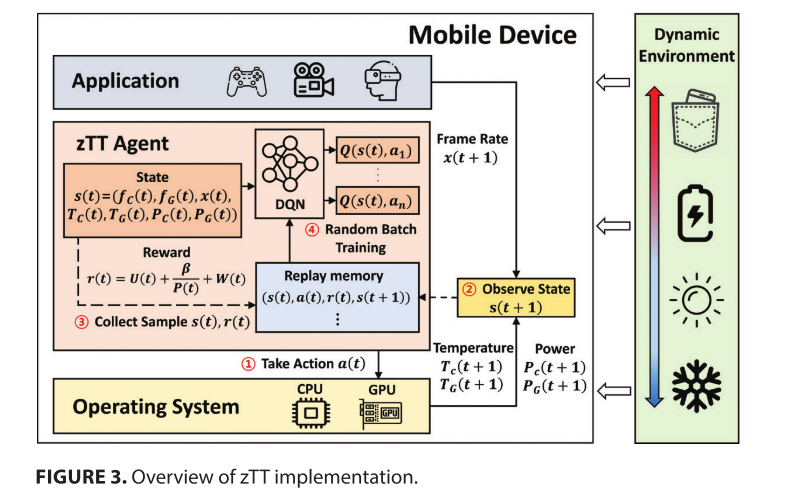 Mobile Device
Dynamic
Environment
Application
zTT Agent
State
s(t)=(f_C(t), f_G(t), x(t),
T_C(t), T_G(t), P_C(t), P_G(t))
DQN
Q(s(t), a_1)
⋮
Q(s(t), a_n)
④ Random Batch
Training
Reward
r(t) = U(t) + β/P(t) + W(t)
③ Collect Sample s(t), r(t)
Replay memory
(s(t), a(t), r(t), s(t+1))
⋮
Frame Rate
x(t+1)
② Observe State
s(t+1)
① Take Action a(t)
Temperature
T_c(t+1)
T_G(t+1)
Power
P_c(t+1)
P_G(t+1)
Operating System
CPU
GPU
GPU
FIGURE 3. Overview of zTT implementation.